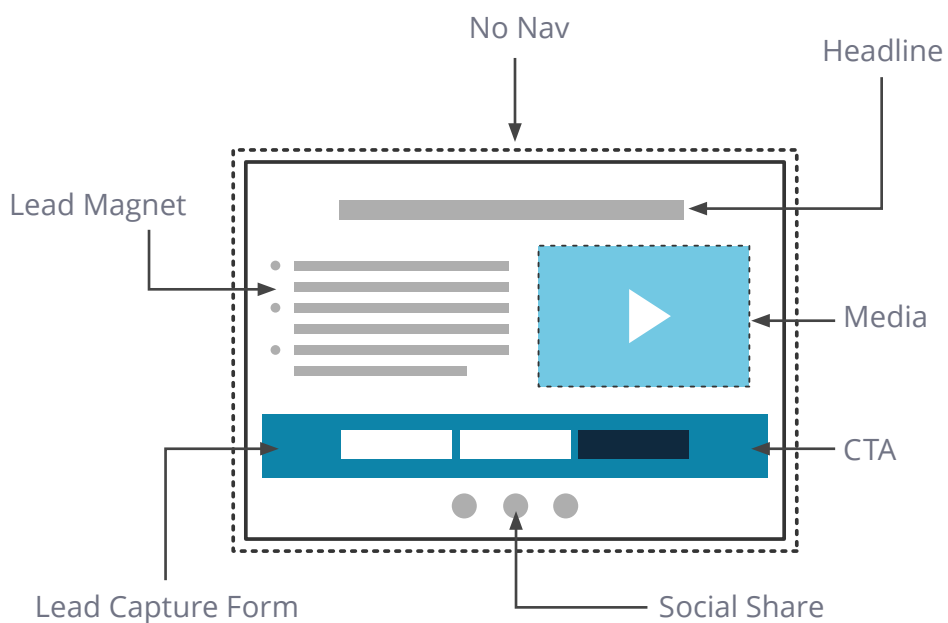 No Nav
Headline
Lead Magnet
Media
CTA
Lead Capture Form
Social Share